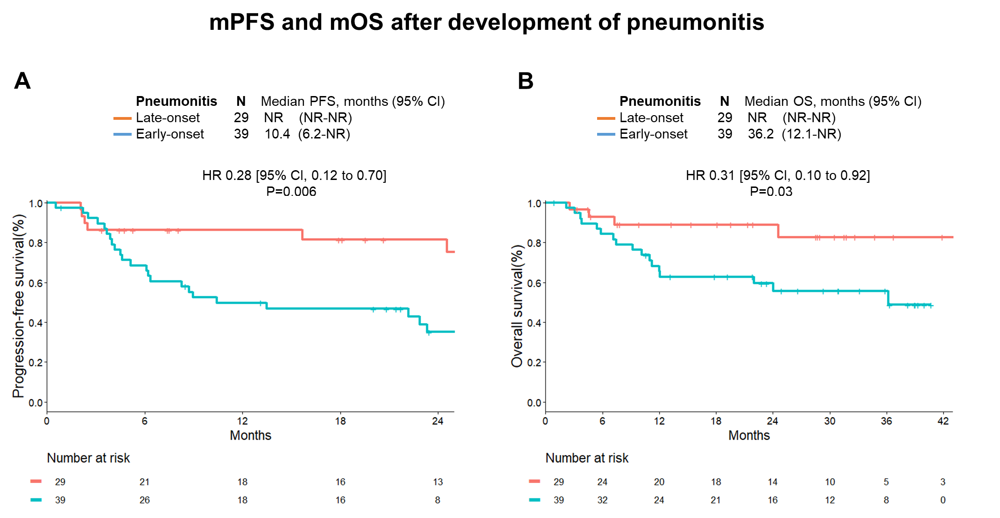 mPFS and mOS after development of pneumonitis
A
Pneumonitis N Median PFS, months (95% CI)
Late-onset 29 NR (NR-NR)
Early-onset 39 10.4 (6.2-NR)
HR 0.28 [95% CI, 0.12 to 0.70]
P=0.006
Progression-free survival(%)
1.0
0.8
0.6
0.4
0.2
0.0
0 6 12 18 24
Months
Number at risk
29 21 18 16 13
39 26 18 16 8
B
Pneumonitis N Median OS, months (95% CI)
Late-onset 29 NR (NR-NR)
Early-onset 39 36.2 (12.1-NR)
HR 0.31 [95% CI, 0.10 to 0.92]
P=0.03
Overall survival(%)
1.0
0.8
0.6
0.4
0.2
0.0
0 6 12 18 24 30 36 42
Months
Number at risk
29 24 20 18 14 10 5 3
39 32 24 21 16 12 8 0